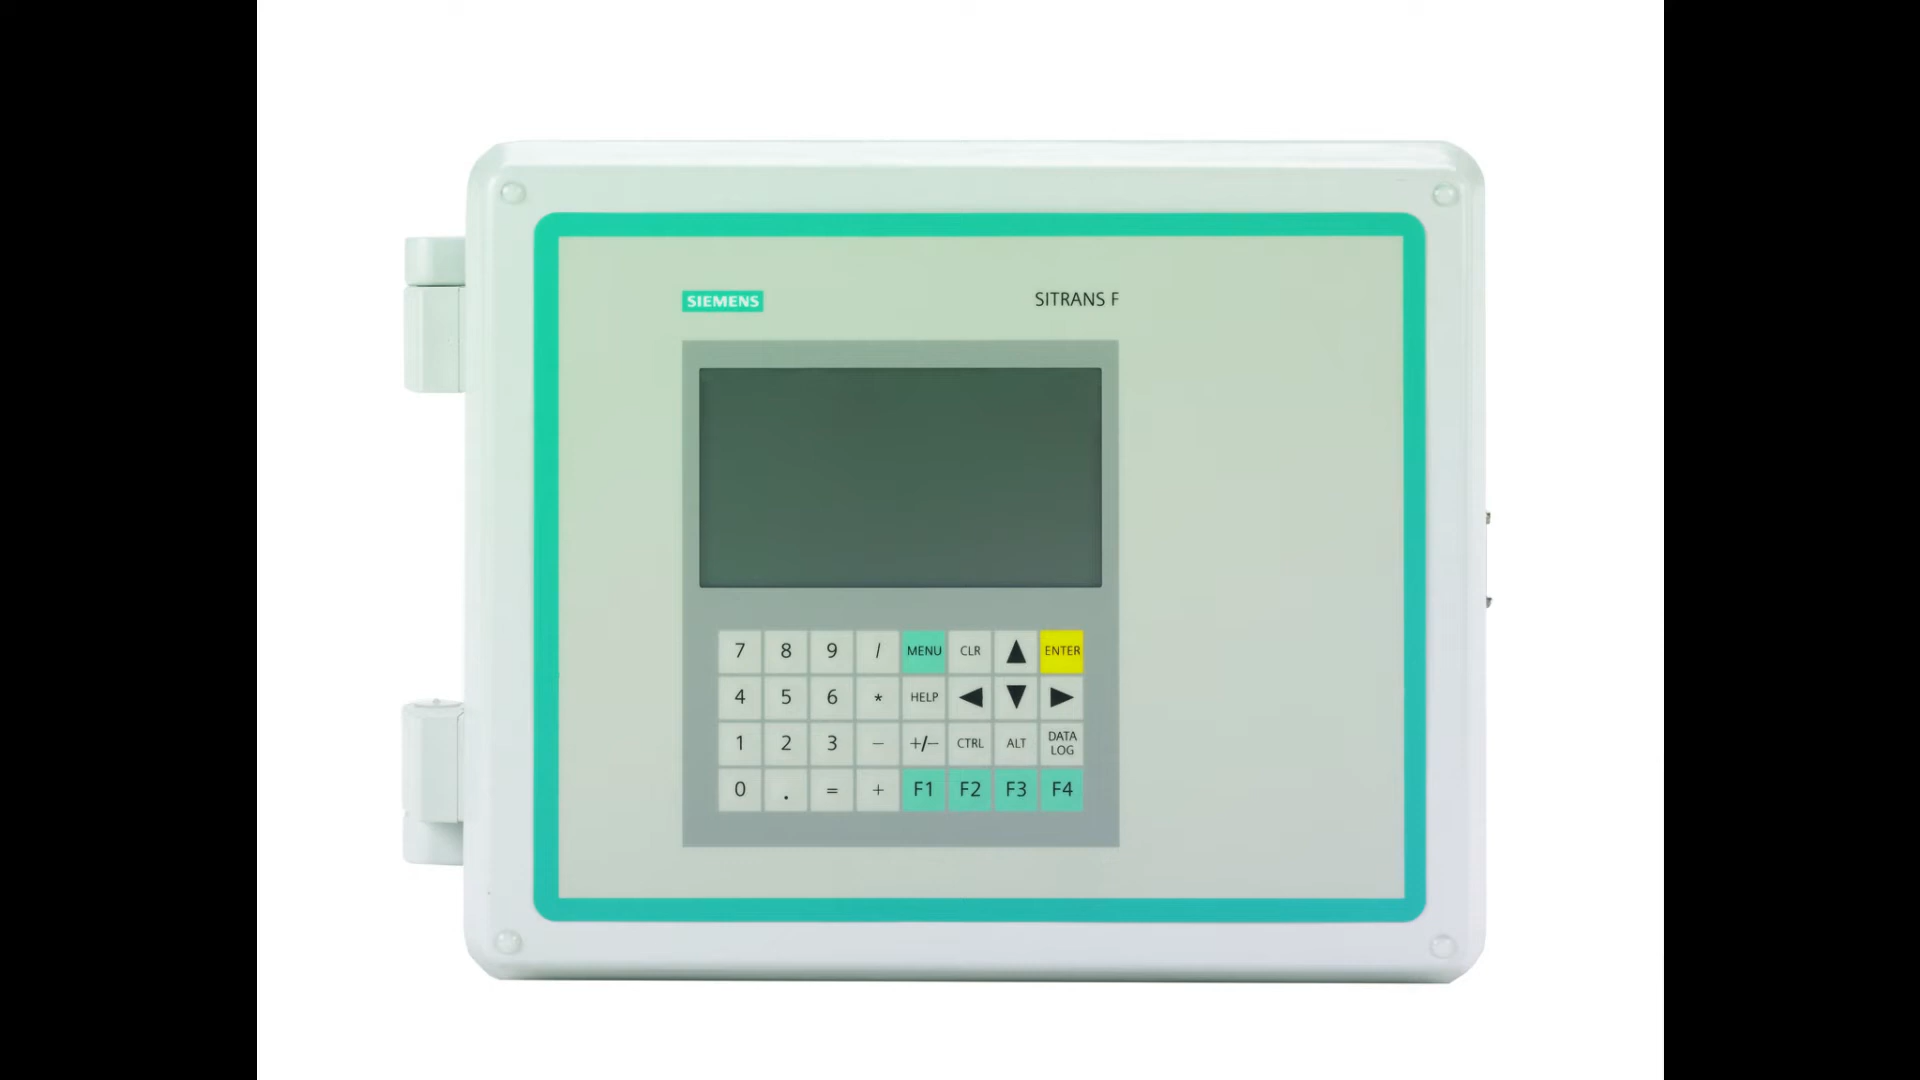 SIEMENS SITRANS F
7 8 9 / MENU CLR ▲ ENTER
4 5 6 * HELP ◀ ▼ ▶
1 2 3 − +/− CTRL ALT DATA LOG
0 . = + F1 F2 F3 F4